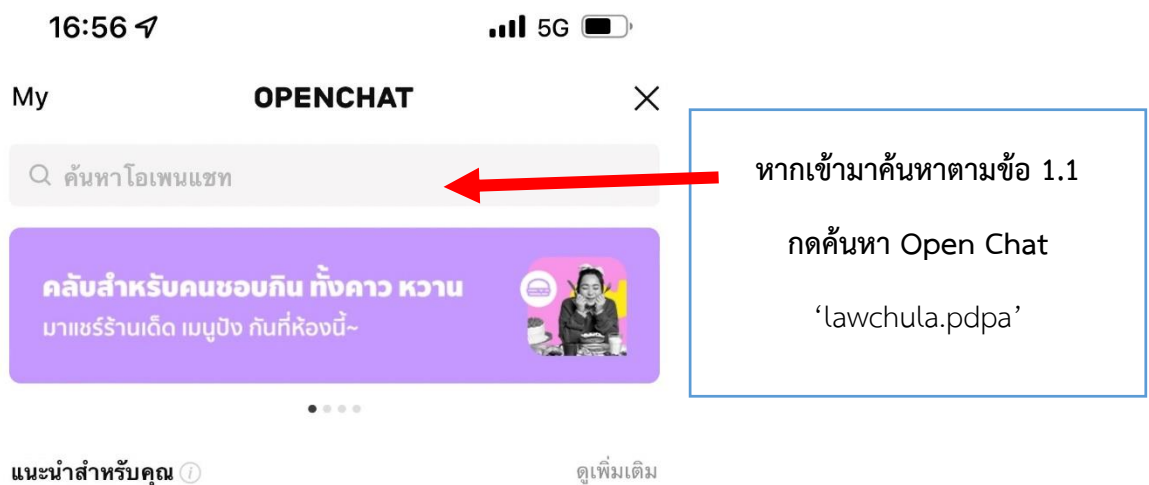 16:56
5G
My
OPENCHAT
ค้นหาโอเพนแชท
คลับสำหรับคนชอบกิน ทั้งคาว หวาน
มาแชร์ร้านเด็ด เมนูปัง กันที่ห้องนี้~
แนะนำสำหรับคุณ
ดูเพิ่มเติม
หากเข้ามาค้นหาตามข้อ 1.1
กดค้นหา Open Chat
‘lawchula.pdpa’